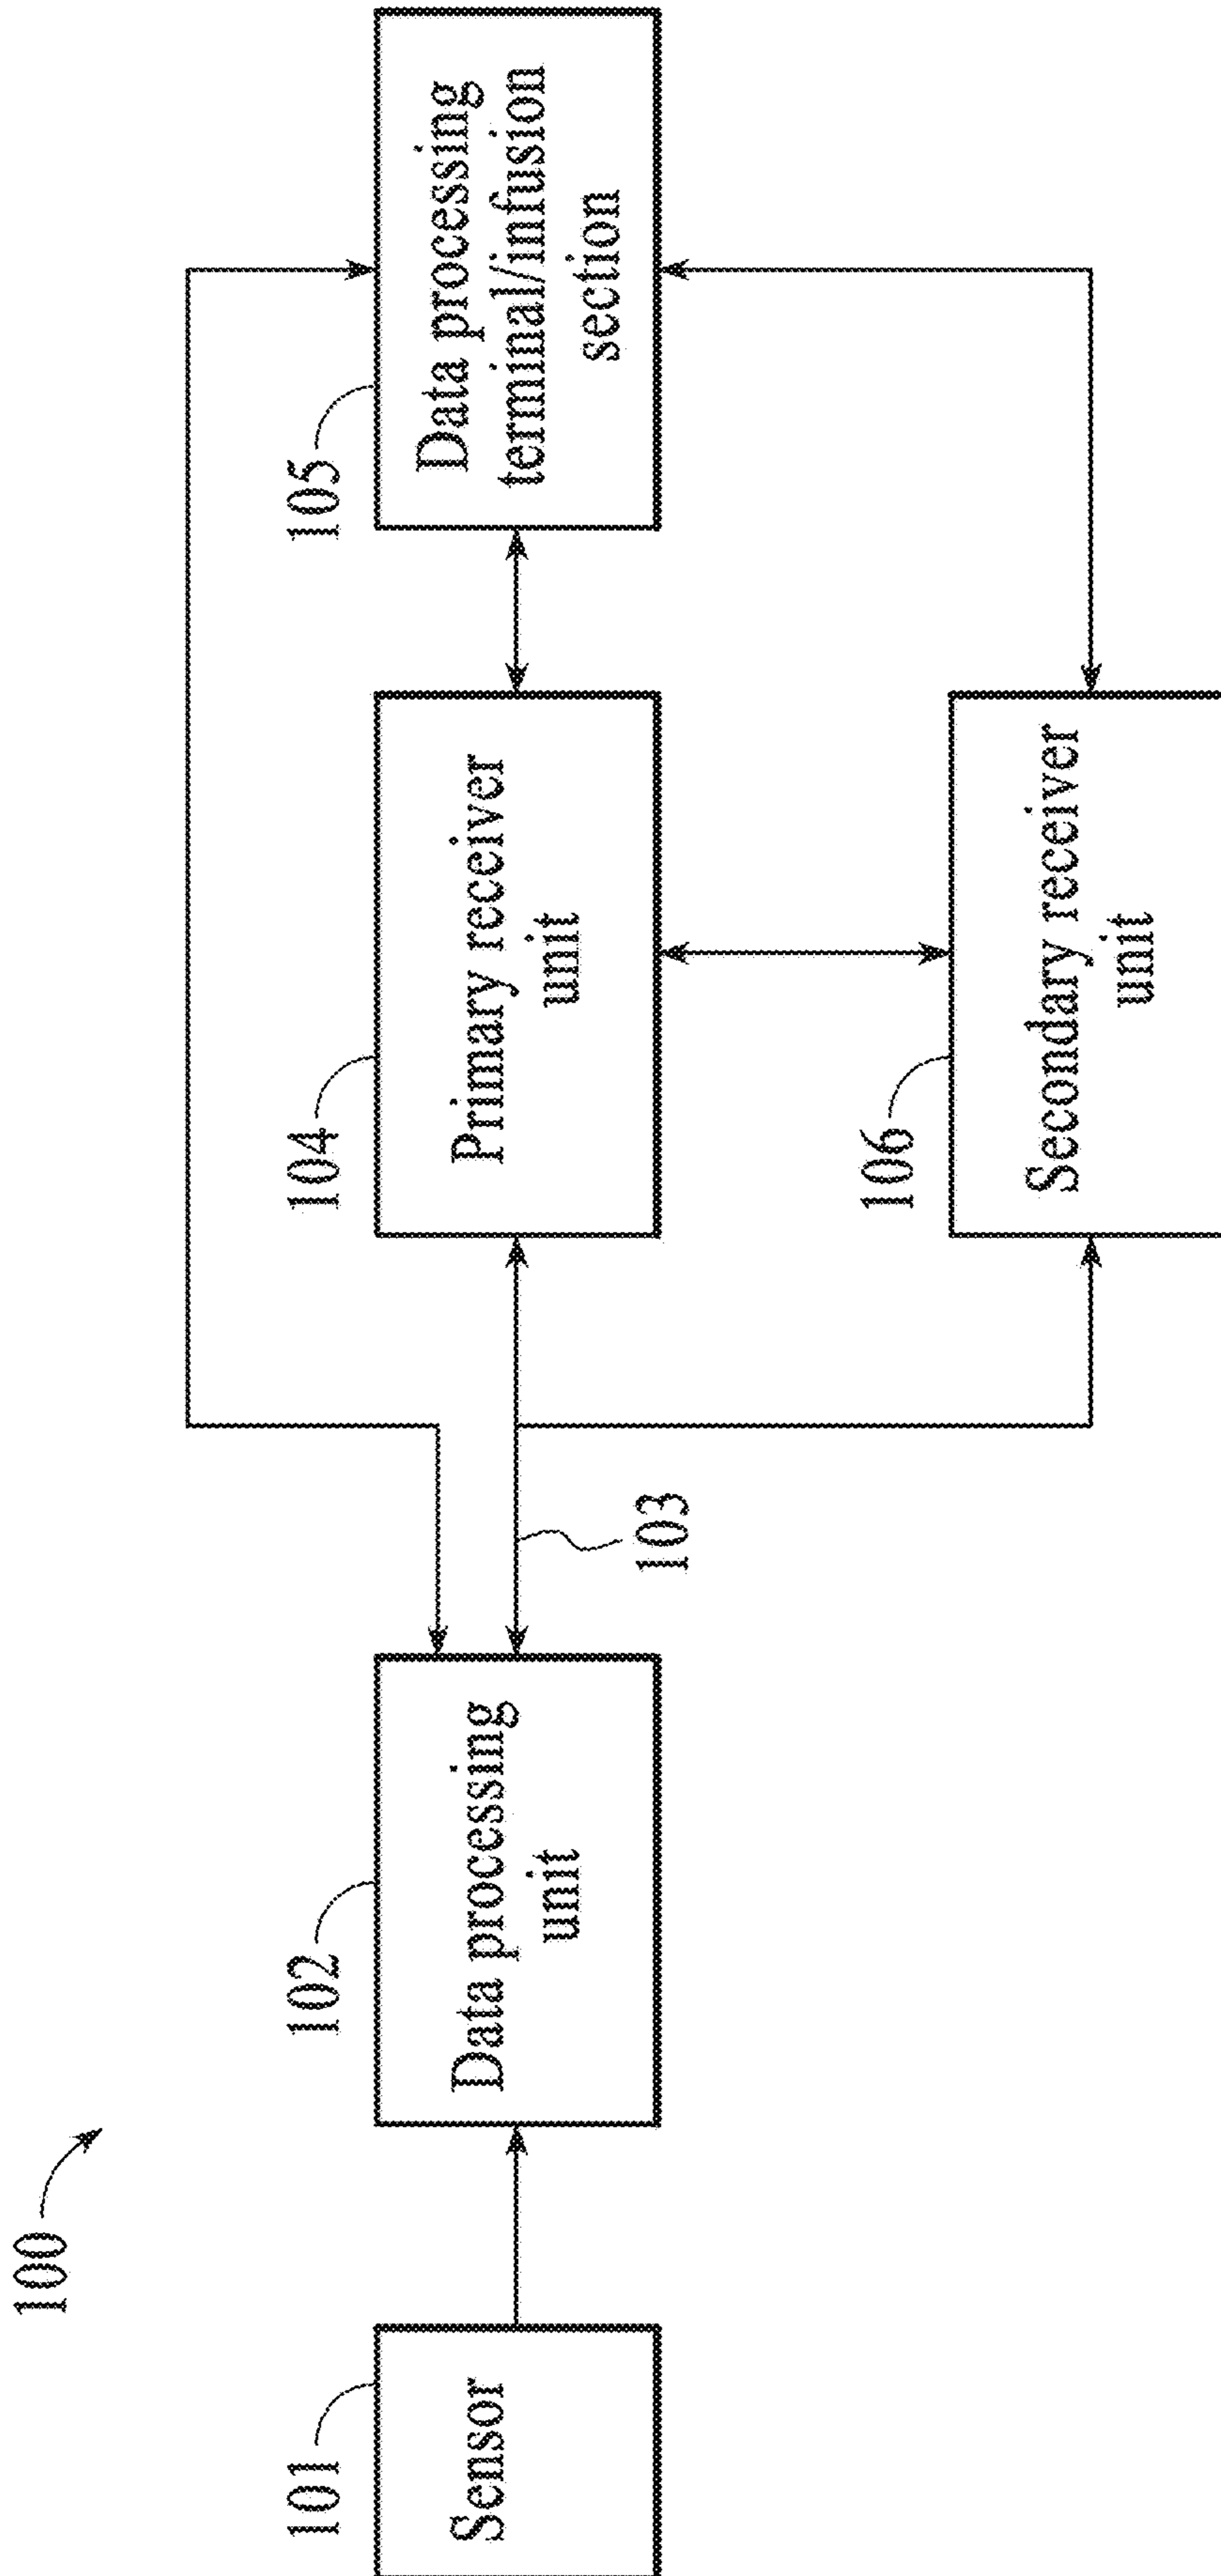 100
101
Sensor
102
Data processing
unit
103
104
Primary receiver
unit
105
Data processing
terminal/infusion
section
106
Secondary receiver
unit